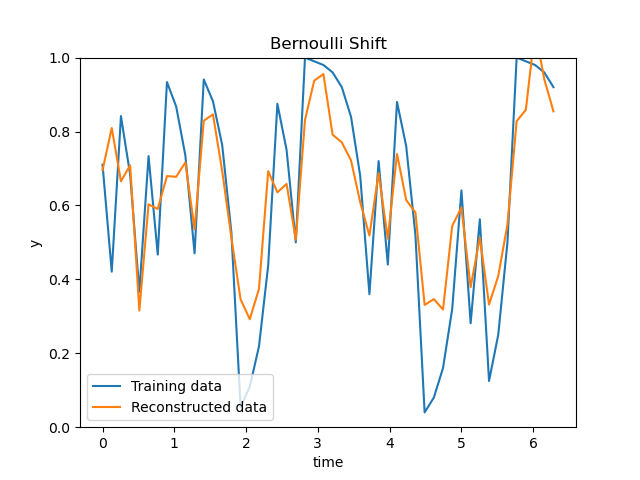 Bernoulli Shift
1.0
0.8
0.6
0.4
0.2
0.0
y
Training data
Reconstructed data
0 1 2 3 4 5 6
time